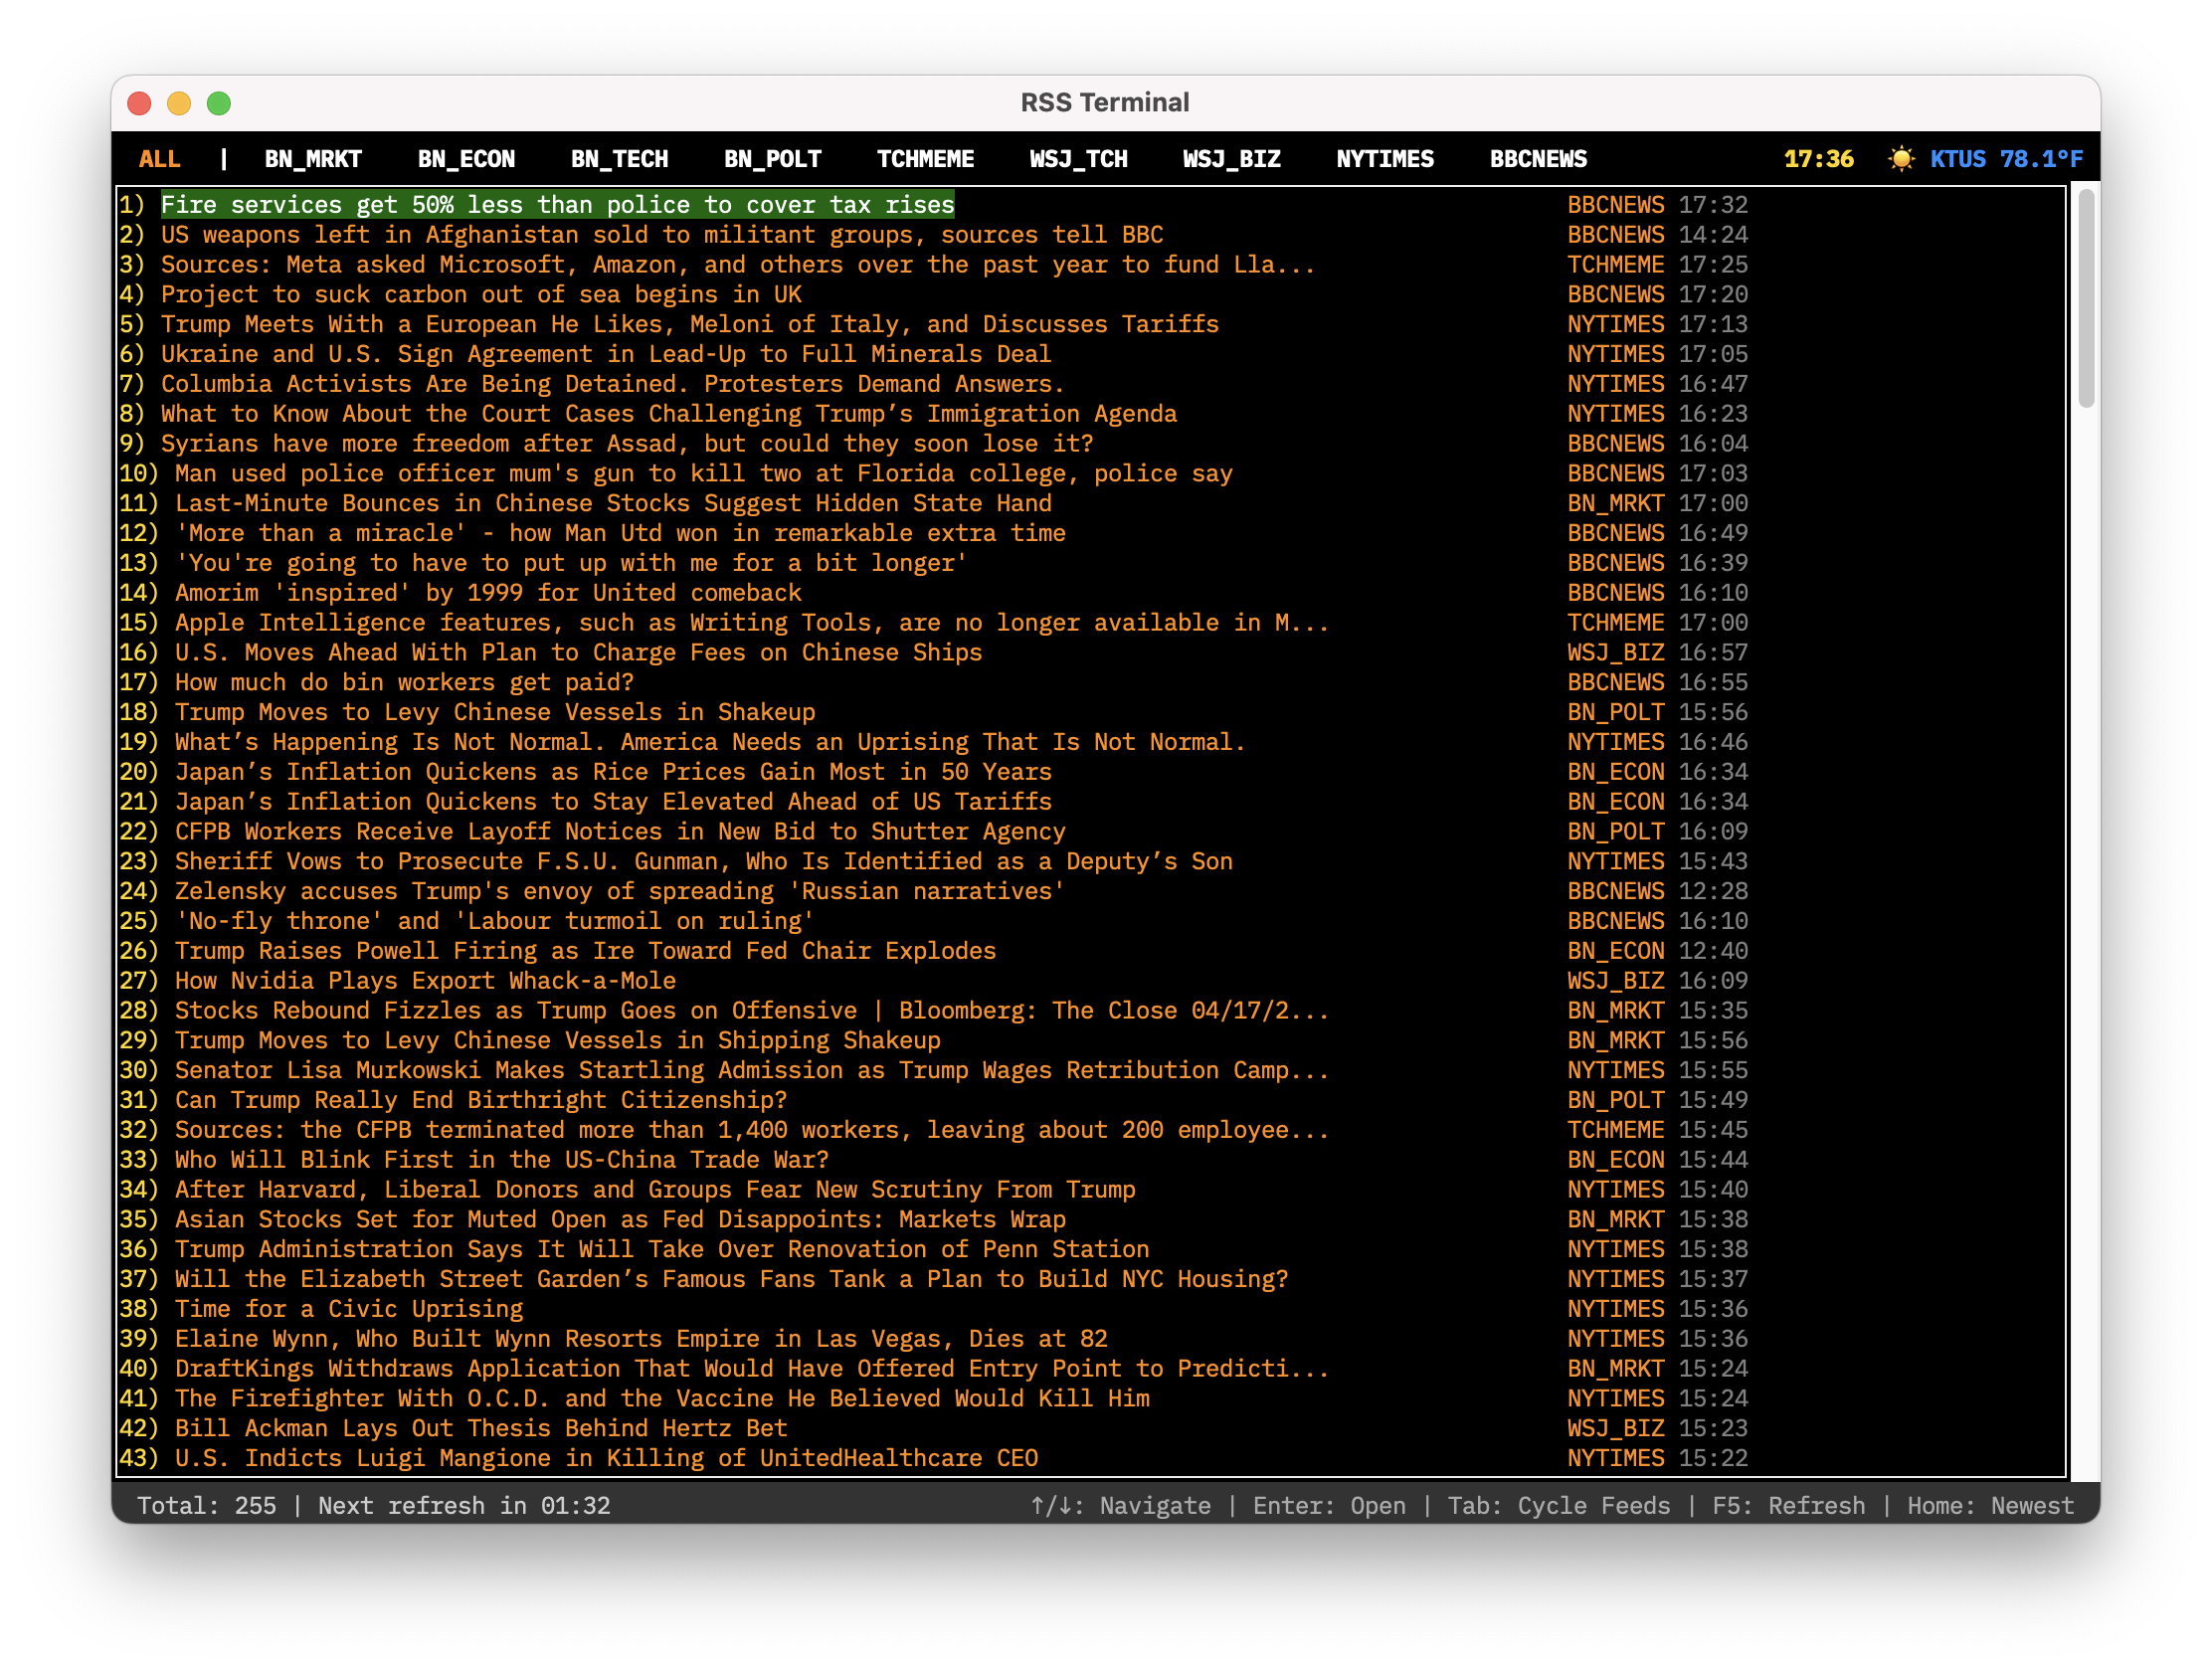 RSS Terminal
ALL | BN_MRKT BN_ECON BN_TECH BN_POLT TCHMEME WSJ_TCH WSJ_BIZ NYTIMES BBCNEWS 17:36 ☀️ KTUS 78.1°F
1) Fire services get 50% less than police to cover tax rises BBCNEWS 17:32
2) US weapons left in Afghanistan sold to militant groups, sources tell BBC BBCNEWS 14:24
3) Sources: Meta asked Microsoft, Amazon, and others over the past year to fund Lla... TCHMEME 17:25
4) Project to suck carbon out of sea begins in UK BBCNEWS 17:20
5) Trump Meets With a European He Likes, Meloni of Italy, and Discusses Tariffs NYTIMES 17:13
6) Ukraine and U.S. Sign Agreement in Lead-Up to Full Minerals Deal NYTIMES 17:05
7) Columbia Activists Are Being Detained. Protesters Demand Answers. NYTIMES 16:47
8) What to Know About the Court Cases Challenging Trump’s Immigration Agenda NYTIMES 16:23
9) Syrians have more freedom after Assad, but could they soon lose it? BBCNEWS 16:04
10) Man used police officer mum's gun to kill two at Florida college, police say BBCNEWS 17:03
11) Last-Minute Bounces in Chinese Stocks Suggest Hidden State Hand BN_MRKT 17:00
12) 'More than a miracle' - how Man Utd won in remarkable extra time BBCNEWS 16:49
13) 'You're going to have to put up with me for a bit longer' BBCNEWS 16:39
14) Amorim 'inspired' by 1999 for United comeback BBCNEWS 16:10
15) Apple Intelligence features, such as Writing Tools, are no longer available in M... TCHMEME 17:00
16) U.S. Moves Ahead With Plan to Charge Fees on Chinese Ships WSJ_BIZ 16:57
17) How much do bin workers get paid? BBCNEWS 16:55
18) Trump Moves to Levy Chinese Vessels in Shakeup BN_POLT 15:56
19) What’s Happening Is Not Normal. America Needs an Uprising That Is Not Normal. NYTIMES 16:46
20) Japan’s Inflation Quickens as Rice Prices Gain Most in 50 Years BN_ECON 16:34
21) Japan’s Inflation Quickens to Stay Elevated Ahead of US Tariffs BN_ECON 16:34
22) CFPB Workers Receive Layoff Notices in New Bid to Shutter Agency BN_POLT 16:09
23) Sheriff Vows to Prosecute F.S.U. Gunman, Who Is Identified as a Deputy’s Son NYTIMES 15:43
24) Zelensky accuses Trump's envoy of spreading 'Russian narratives' BBCNEWS 12:28
25) 'No-fly throne' and 'Labour turmoil on ruling' BBCNEWS 16:10
26) Trump Raises Powell Firing as Ire Toward Fed Chair Explodes BN_ECON 12:40
27) How Nvidia Plays Export Whack-a-Mole WSJ_BIZ 16:09
28) Stocks Rebound Fizzles as Trump Goes on Offensive | Bloomberg: The Close 04/17/2... BN_MRKT 15:35
29) Trump Moves to Levy Chinese Vessels in Shipping Shakeup BN_MRKT 15:56
30) Senator Lisa Murkowski Makes Startling Admission as Trump Wages Retribution Camp... NYTIMES 15:55
31) Can Trump Really End Birthright Citizenship? BN_POLT 15:49
32) Sources: the CFPB terminated more than 1,400 workers, leaving about 200 employee... TCHMEME 15:45
33) Who Will Blink First in the US-China Trade War? BN_ECON 15:44
34) After Harvard, Liberal Donors and Groups Fear New Scrutiny From Trump NYTIMES 15:40
35) Asian Stocks Set for Muted Open as Fed Disappoints: Markets Wrap BN_MRKT 15:38
36) Trump Administration Says It Will Take Over Renovation of Penn Station NYTIMES 15:38
37) Will the Elizabeth Street Garden’s Famous Fans Tank a Plan to Build NYC Housing? NYTIMES 15:37
38) Time for a Civic Uprising NYTIMES 15:36
39) Elaine Wynn, Who Built Wynn Resorts Empire in Las Vegas, Dies at 82 NYTIMES 15:36
40) DraftKings Withdraws Application That Would Have Offered Entry Point to Predicti... BN_MRKT 15:24
41) The Firefighter With O.C.D. and the Vaccine He Believed Would Kill Him NYTIMES 15:24
42) Bill Ackman Lays Out Thesis Behind Hertz Bet WSJ_BIZ 15:23
43) U.S. Indicts Luigi Mangione in Killing of UnitedHealthcare CEO NYTIMES 15:22
Total: 255 | Next refresh in 01:32 ↑/↓: Navigate | Enter: Open | Tab: Cycle Feeds | F5: Refresh | Home: Newest